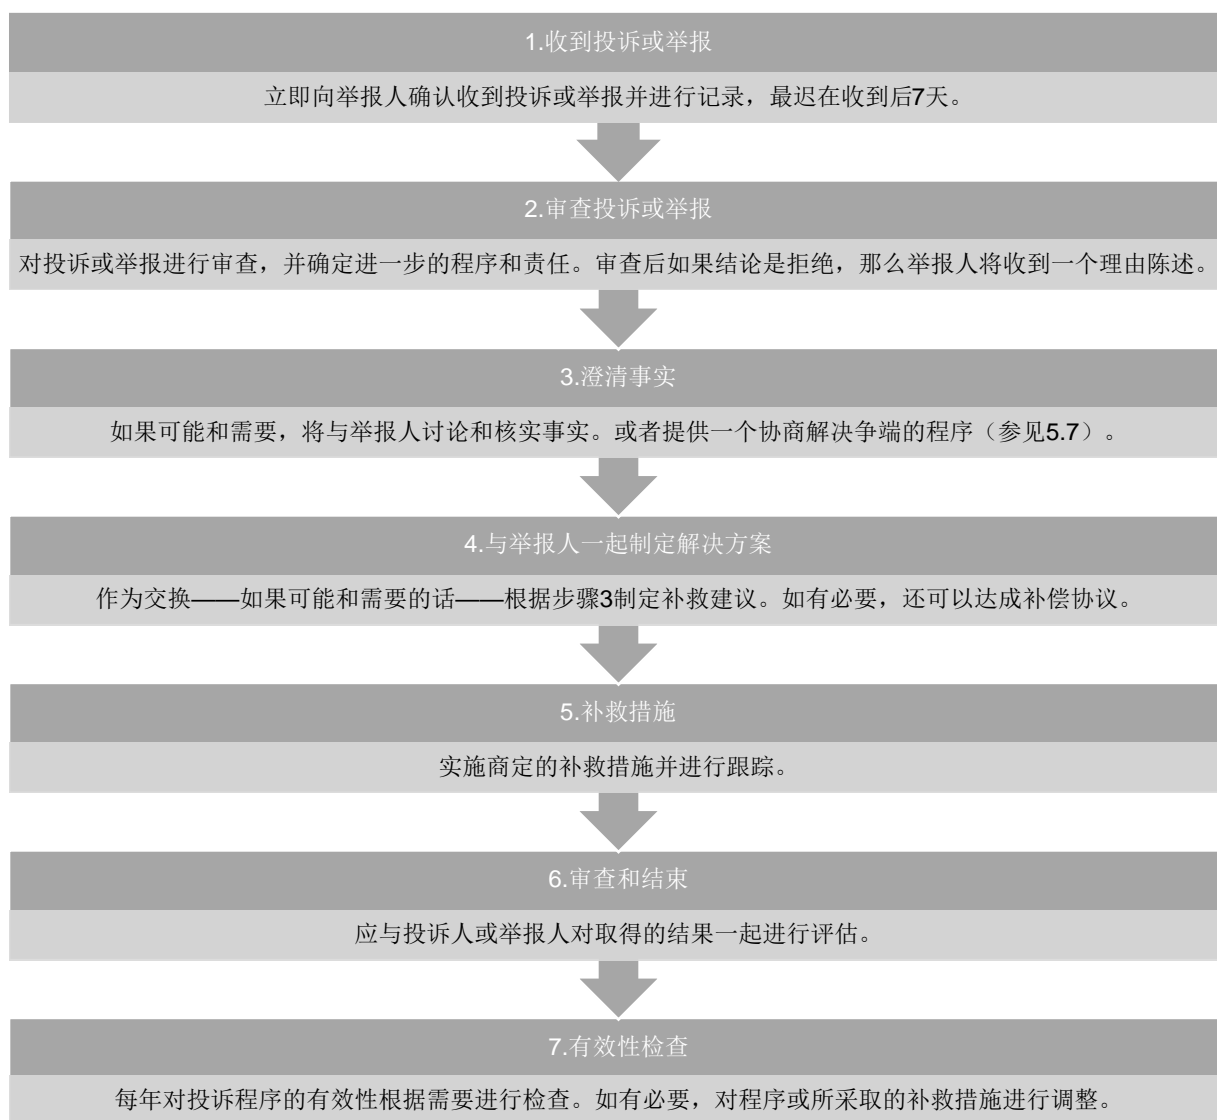 1.收到投诉或举报
立即向举报人确认收到投诉或举报并进行记录，最迟在收到后7天。
2.审查投诉或举报
对投诉或举报进行审查，并确定进一步的程序和责任。审查后如果结论是拒绝，那么举报人将收到一个理由陈述。
3.澄清事实
如果可能和需要，将与举报人讨论和核实事实。或者提供一个协商解决争端的程序（参见5.7）。
4.与举报人一起制定解决方案
作为交换——如果可能和需要的话——根据步骤3制定补救建议。如有必要，还可以达成补偿协议。
5.补救措施
实施商定的补救措施并进行跟踪。
6.审查和结束
应与投诉人或举报人对取得的结果一起进行评估。
7.有效性检查
每年对投诉程序的有效性根据需要进行检查。如有必要，对程序或所采取的补救措施进行调整。